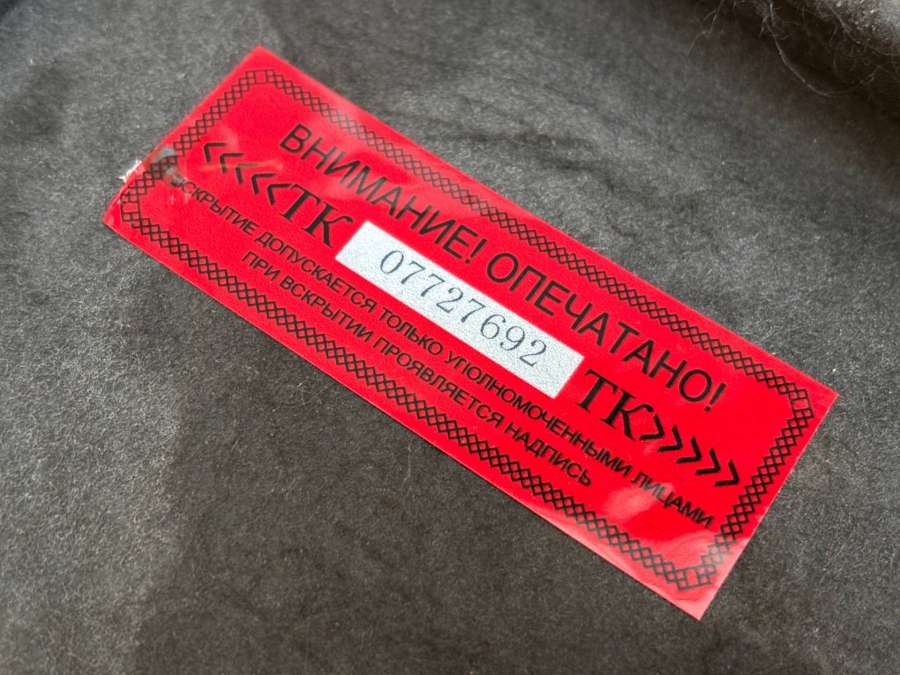 ВНИМАНИЕ! ОПЕЧАТАНО!
<<<<<ТК 07727692 ТК>>>>>
ВСКРЫТИЕ ДОПУСКАЕТСЯ ТОЛЬКО УПОЛНОМОЧЕННЫМИ ЛИЦАМИ
ПРИ ВСКРЫТИИ ПРОЯВЛЯЕТСЯ НАДПИСЬ